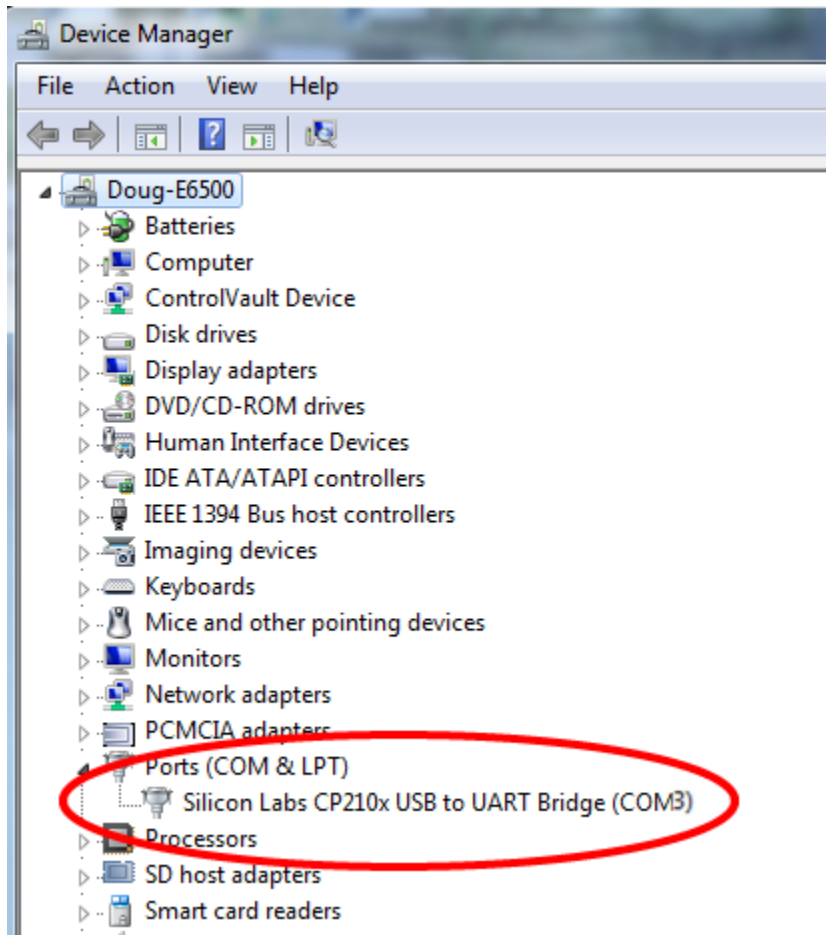 Device Manager
File Action View Help
Doug-E6500
Batteries
Computer
ControlVault Device
Disk drives
Display adapters
DVD/CD-ROM drives
Human Interface Devices
IDE ATA/ATAPI controllers
IEEE 1394 Bus host controllers
Imaging devices
Keyboards
Mice and other pointing devices
Monitors
Network adapters
PCMCIA adapters
Ports (COM & LPT)
Silicon Labs CP210x USB to UART Bridge (COM3)
Processors
SD host adapters
Smart card readers